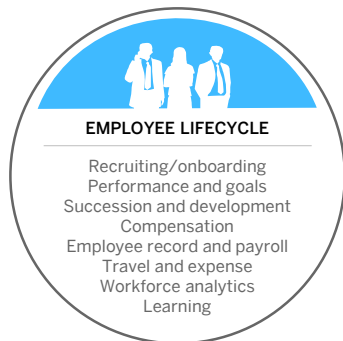 EMPLOYEE LIFECYCLE
Recruiting/onboarding
Performance and goals
Succession and development
Compensation
Employee record and payroll
Travel and expense
Workforce analytics
Learning